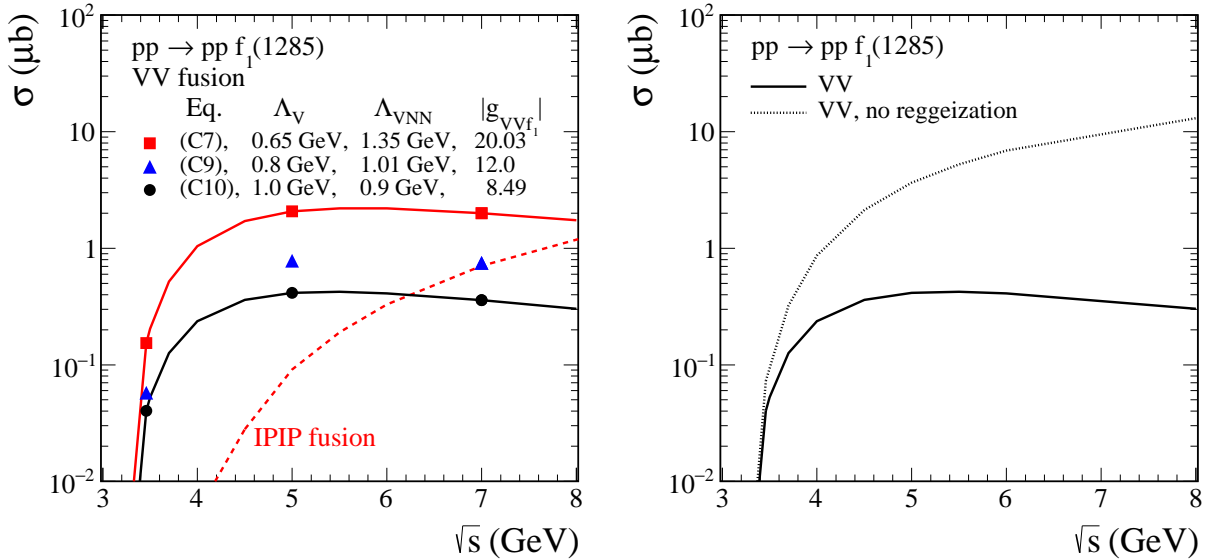 σ (μb)
10²
10
1
10⁻¹
10⁻²
pp → pp f₁(1285)
VV fusion
Eq. Λ_V Λ_VNN |g_VVf₁|
(C7), 0.65 GeV, 1.35 GeV, 20.03
(C9), 0.8 GeV, 1.01 GeV, 12.0
(C10), 1.0 GeV, 0.9 GeV, 8.49
IPIP fusion
3 4 5 6 7 8
√s (GeV)
σ (μb)
10²
10
1
10⁻¹
10⁻²
pp → pp f₁(1285)
VV
VV, no reggeization
3 4 5 6 7 8
√s (GeV)